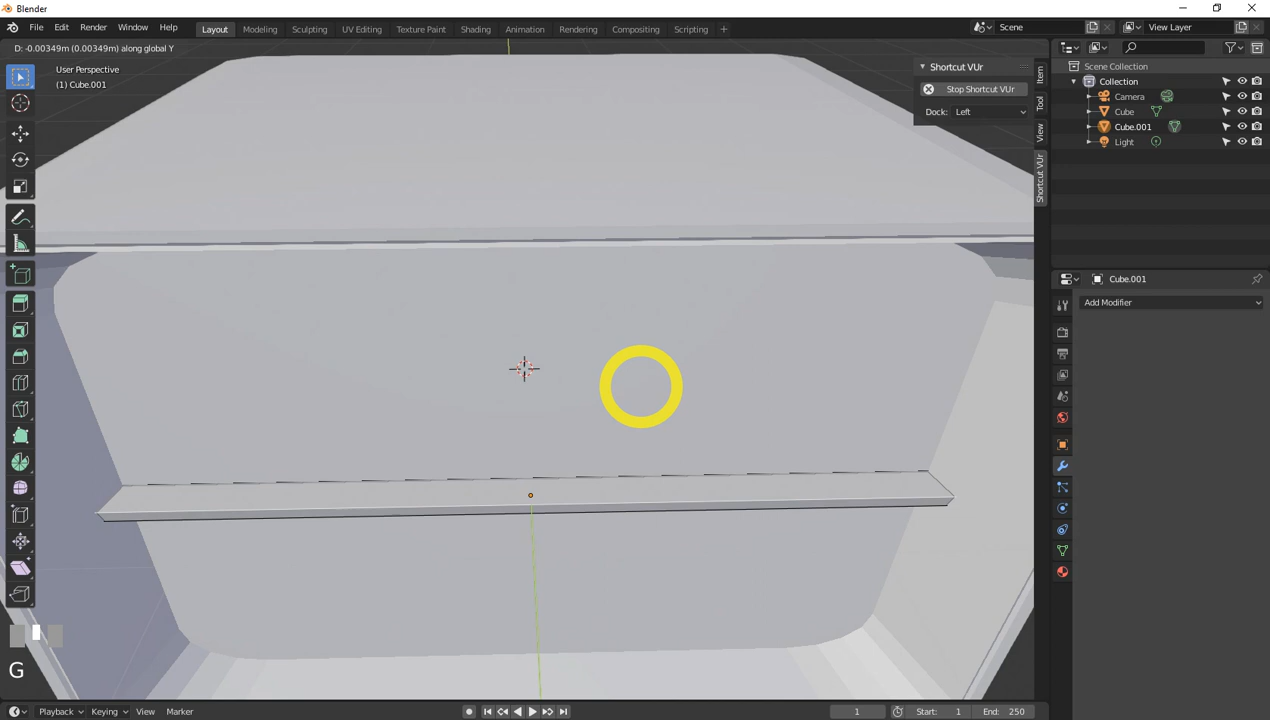 Blender
File Edit Render Window Help Layout Modeling Sculpting UV Editing Texture Paint Shading Animation Rendering Compositing Scripting + Scene View Layer
D: -0.00349m (0.00349m) along global Y
User Perspective
(1) Cube.001
Shortcut VUr
Stop Shortcut VUr
Dock: Left
Item
Tool
View
Shortcut VUr
Scene Collection
Collection
Camera
Cube
Cube.001
Light
Cube.001
Add Modifier
G
Playback Keying View Marker 1 Start: 1 End: 250